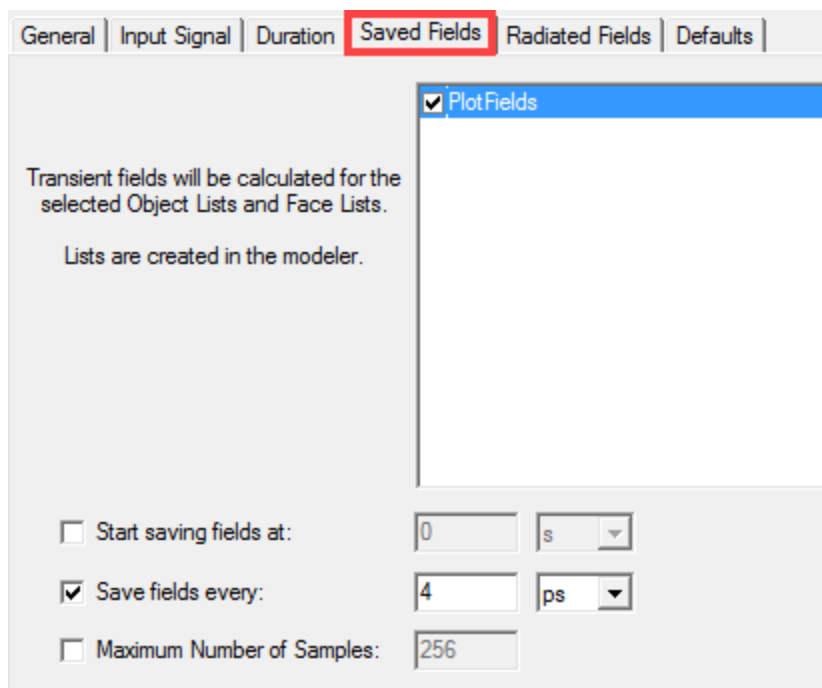 General Input Signal Duration Saved Fields Radiated Fields Defaults
PlotFields
Transient fields will be calculated for the
selected Object Lists and Face Lists.
Lists are created in the modeler.
Start saving fields at: 0 s
Save fields every: 4 ps
Maximum Number of Samples: 256